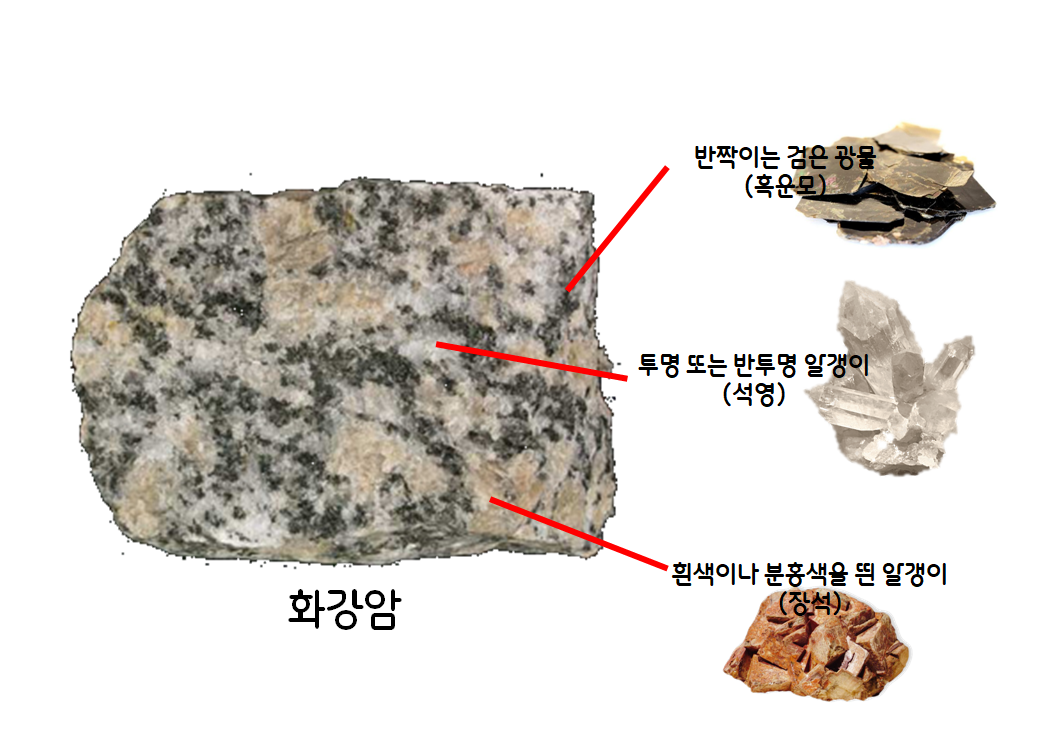 반짝이는 검은 광물
(흑운모)
투명 또는 반투명 알갱이
(석영)
흰색이나 분홍색을 띈 알갱이
(장석)
화강암